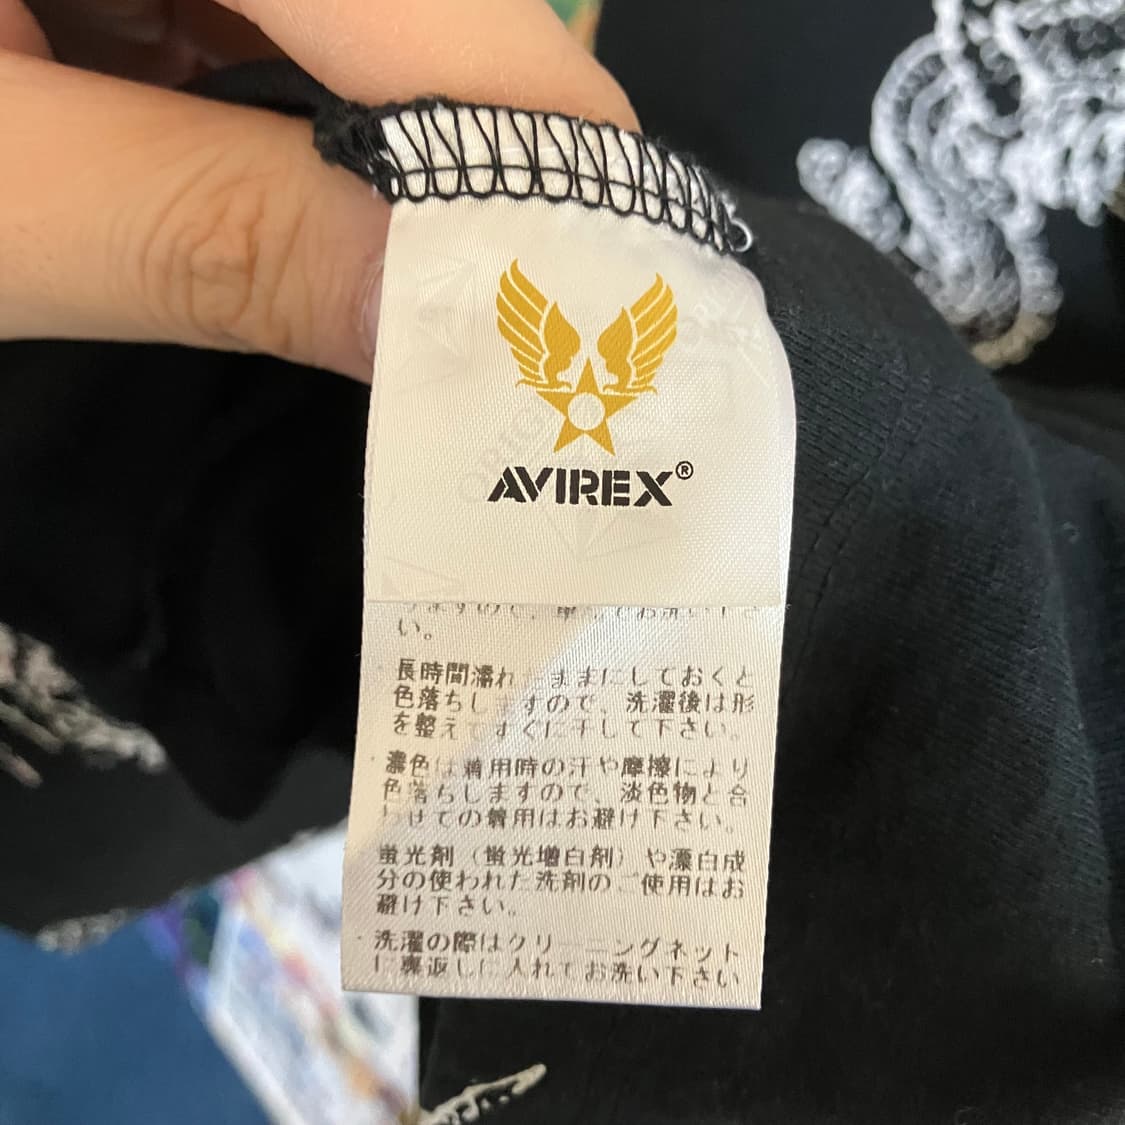 AVIREX®
い。
長時間濡れたままにしておくと
色落ちしますので、洗濯後は形
を整えてすぐに干して下さい。
濃色は着用時の汗や摩擦により
色落ちしますので、淡色物と合
わせての着用はお避け下さい。
蛍光剤(蛍光増白剤)や漂白成
分の使われた洗剤のご使用はお
避け下さい。
洗濯の際はクリーニングネット
に裏返しに入れてお洗い下さい